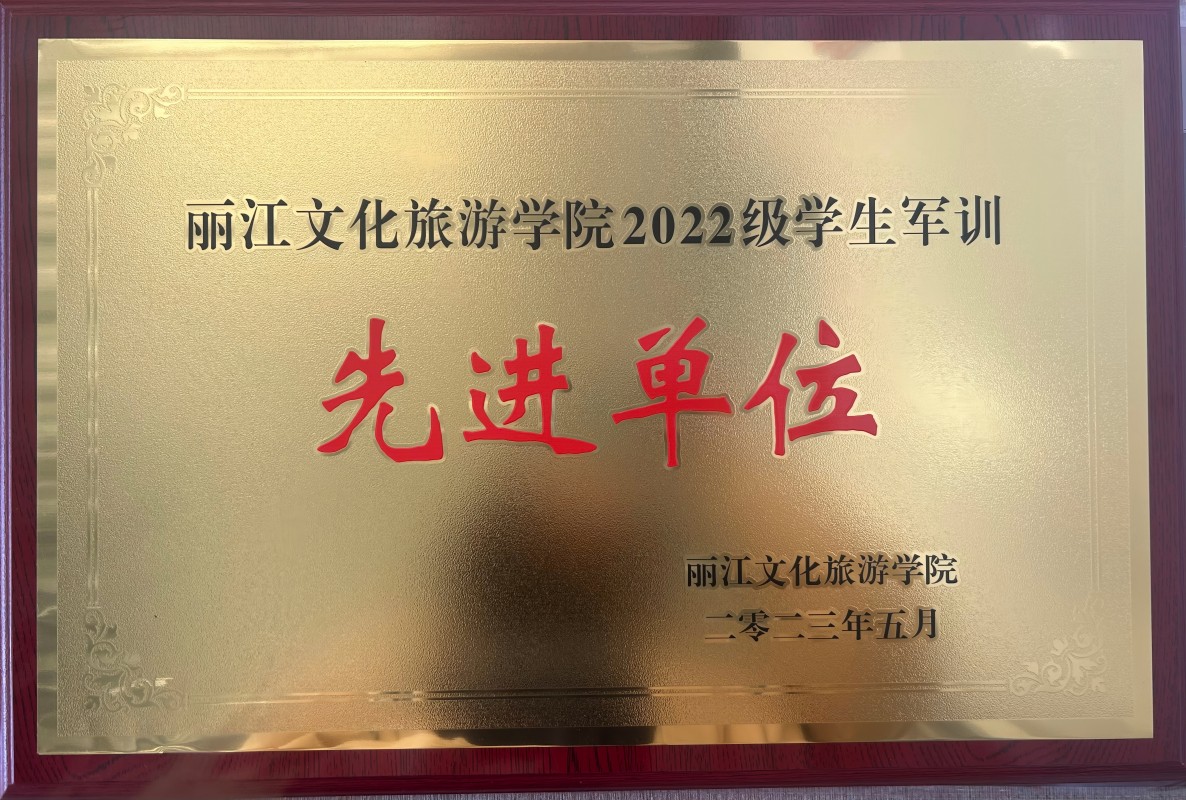 丽江文化旅游学院2022级学生军训
先进单位
丽江文化旅游学院
二零二三年五月